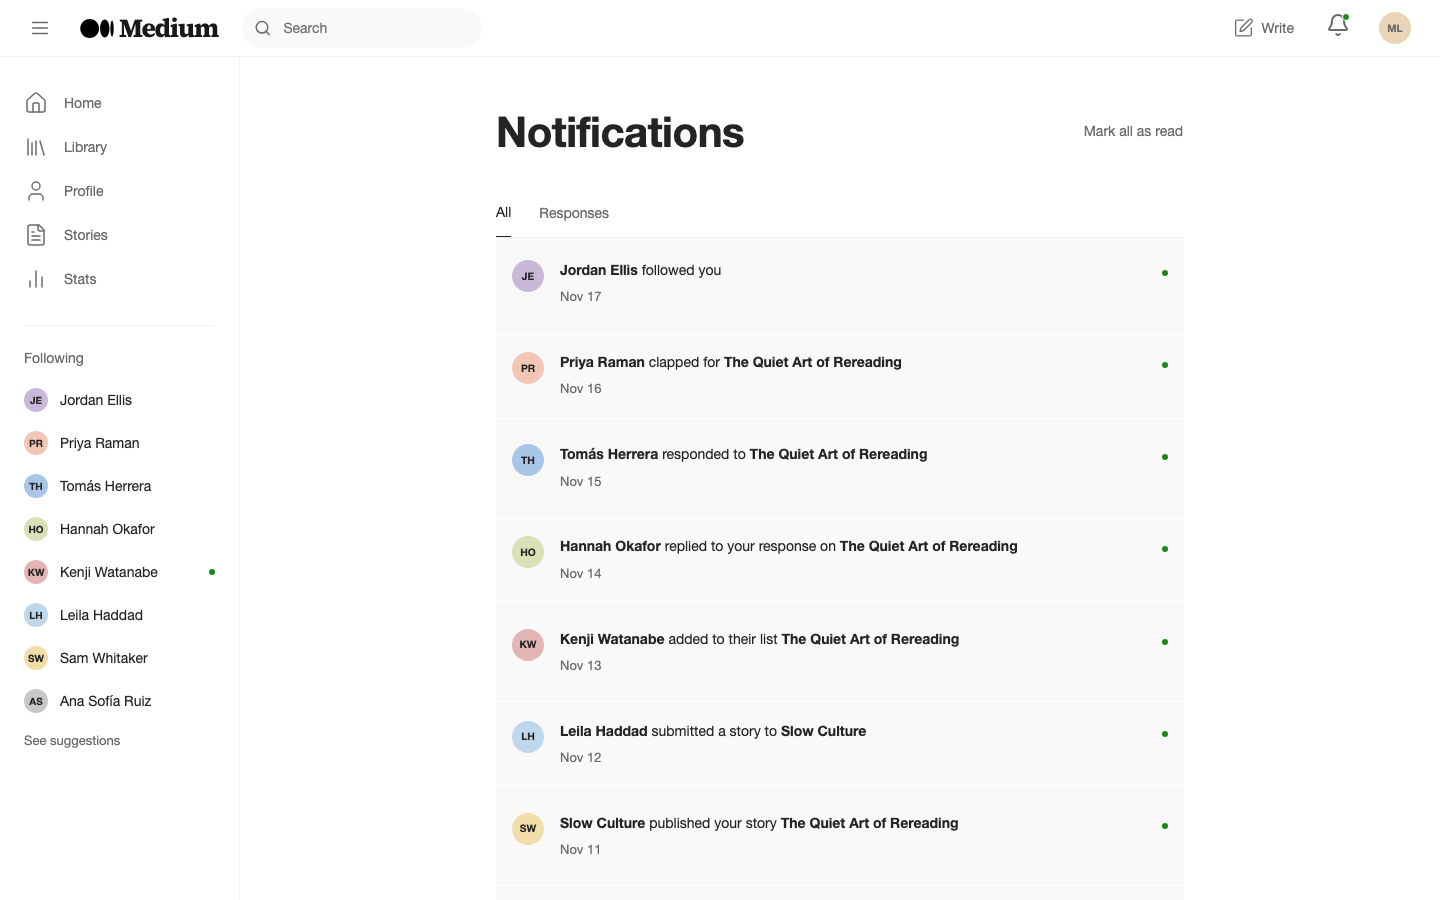 Medium
Search
Write
ML
Home
Library
Profile
Stories
Stats
Following
JE Jordan Ellis
PR Priya Raman
TH Tomás Herrera
HO Hannah Okafor
KW Kenji Watanabe
LH Leila Haddad
SW Sam Whitaker
AS Ana Sofía Ruiz
See suggestions
Notifications
Mark all as read
All Responses
JE Jordan Ellis followed you
Nov 17
PR Priya Raman clapped for The Quiet Art of Rereading
Nov 16
TH Tomás Herrera responded to The Quiet Art of Rereading
Nov 15
HO Hannah Okafor replied to your response on The Quiet Art of Rereading
Nov 14
KW Kenji Watanabe added to their list The Quiet Art of Rereading
Nov 13
LH Leila Haddad submitted a story to Slow Culture
Nov 12
SW Slow Culture published your story The Quiet Art of Rereading
Nov 11